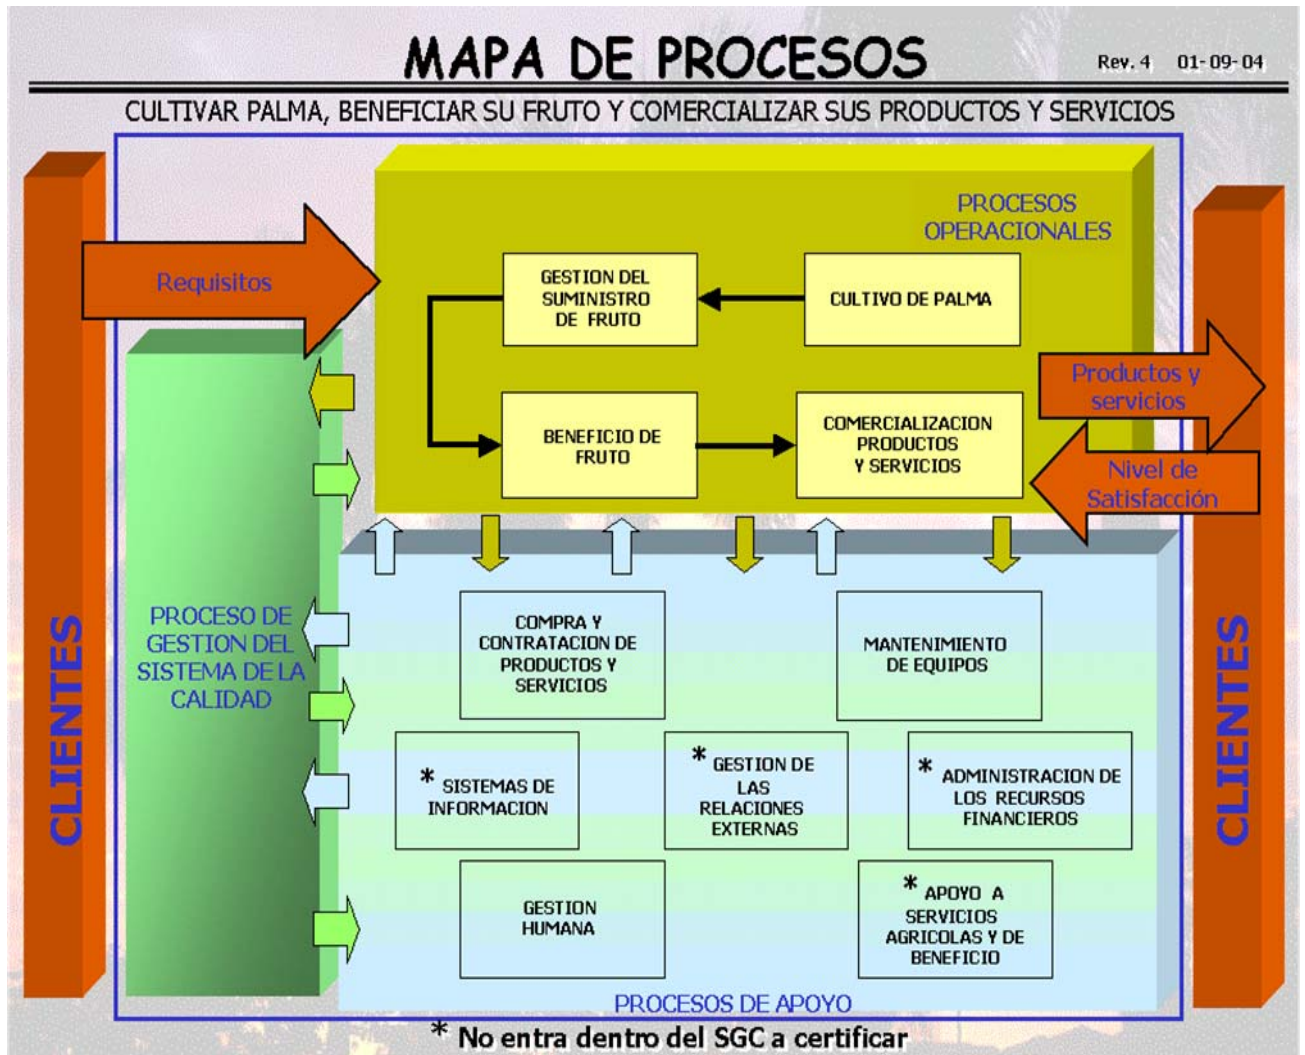 MAPA DE PROCESOS
Rev. 4 01-09-04
CULTIVAR PALMA, BENEFICIAR SU FRUTO Y COMERCIALIZAR SUS PRODUCTOS Y SERVICIOS
CLIENTES
Requisitos
PROCESOS
OPERACIONALES
GESTION DEL
SUMINISTRO
DE FRUTO
CULTIVO DE PALMA
BENEFICIO DE
FRUTO
COMERCIALIZACION
PRODUCTOS
Y SERVICIOS
Productos y
servicios
Nivel de
Satisfacción
CLIENTES
PROCESO DE
GESTION DEL
SISTEMA DE LA
CALIDAD
COMPRA Y
CONTRATACION DE
PRODUCTOS Y
SERVICIOS
MANTENIMIENTO
DE EQUIPOS
* SISTEMAS DE
INFORMACION
* GESTION DE
LAS
RELACIONES
EXTERNAS
* ADMINISTRACION DE
LOS RECURSOS
FINANCIEROS
GESTION
HUMANA
* APOYO A
SERVICIOS
AGRICOLAS Y DE
BENEFICIO
PROCESOS DE APOYO
* No entra dentro del SGC a certificar